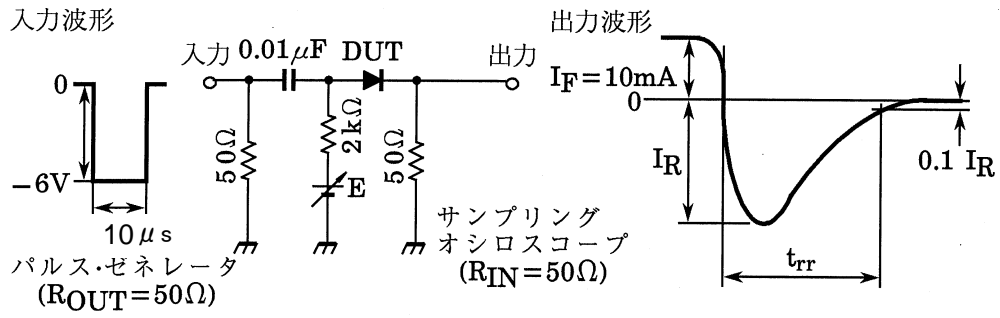 入力波形
0
−6V
10μs
パルス・ゼネレータ
(ROUT=50Ω)
入力
0.01μF
DUT
出力
50Ω
2kΩ
E
50Ω
サンプリング
オシロスコープ
(RIN=50Ω)
出力波形
IF=10mA
0
IR
0.1 IR
trr